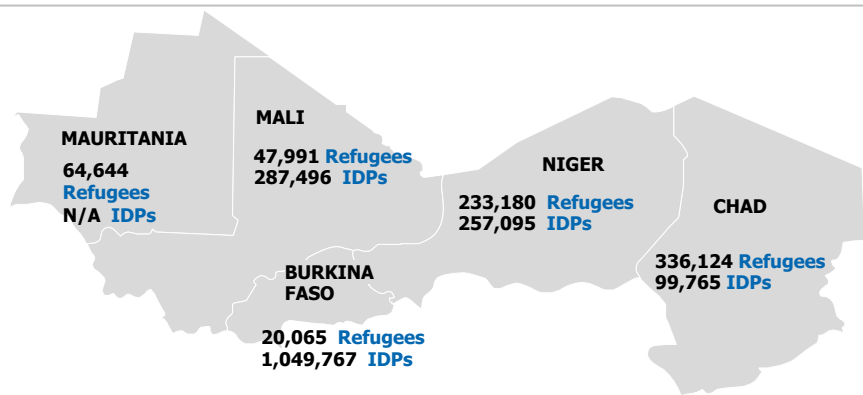 MAURITANIA
64,644
Refugees
N/A IDPs
MALI
47,991 Refugees
287,496 IDPs
BURKINA
FASO
20,065 Refugees
1,049,767 IDPs
NIGER
233,180 Refugees
257,095 IDPs
CHAD
336,124 Refugees
99,765 IDPs